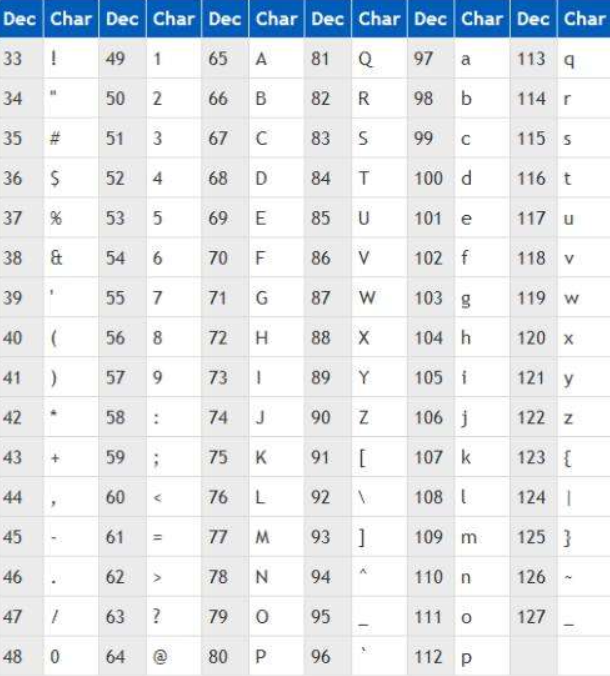 Dec Char Dec Char Dec Char Dec Char Dec Char Dec Char
33 ! 49 1 65 A 81 Q 97 a 113 q
34 " 50 2 66 B 82 R 98 b 114 r
35 # 51 3 67 C 83 S 99 c 115 s
36 $ 52 4 68 D 84 T 100 d 116 t
37 % 53 5 69 E 85 U 101 e 117 u
38 & 54 6 70 F 86 V 102 f 118 v
39 ' 55 7 71 G 87 W 103 g 119 w
40 ( 56 8 72 H 88 X 104 h 120 x
41 ) 57 9 73 I 89 Y 105 i 121 y
42 * 58 : 74 J 90 Z 106 j 122 z
43 + 59 ; 75 K 91 [ 107 k 123 {
44 , 60 < 76 L 92 \ 108 l 124 |
45 - 61 = 77 M 93 ] 109 m 125 }
46 . 62 > 78 N 94 ^ 110 n 126 ~
47 / 63 ? 79 O 95 _ 111 o 127 _
48 0 64 @ 80 P 96 ` 112 p